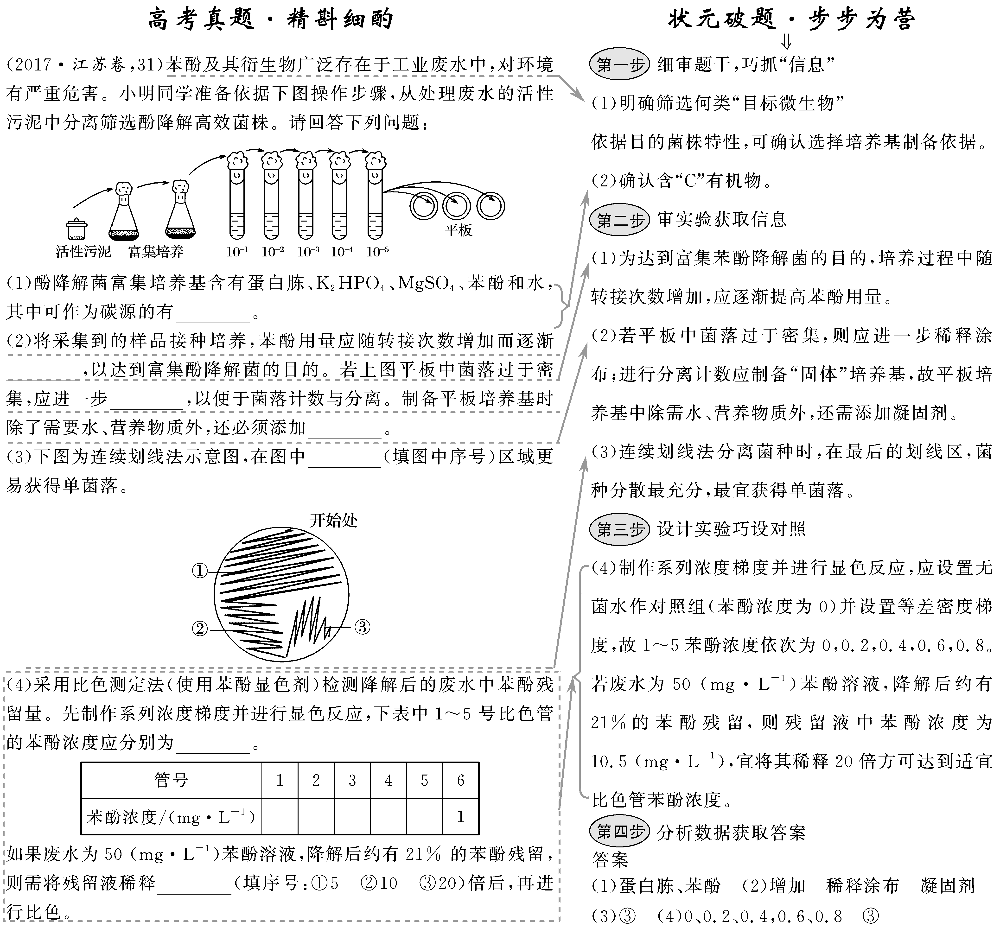 高考真题·精斟细酌
(2017·江苏卷,31)苯酚及其衍生物广泛存在于工业废水中,对环境
有严重危害。小明同学准备依据下图操作步骤,从处理废水的活性
污泥中分离筛选酚降解高效菌株。请回答下列问题:
平板
活性污泥 富集培养 10⁻¹ 10⁻² 10⁻³ 10⁻⁴ 10⁻⁵
(1)酚降解菌富集培养基含有蛋白胨、K₂HPO₄、MgSO₄、苯酚和水,
其中可作为碳源的有________。
(2)将采集到的样品接种培养,苯酚用量应随转接次数增加而逐渐
________,以达到富集酚降解菌的目的。若上图平板中菌落过于密
集,应进一步________,以便于菌落计数与分离。制备平板培养基时
除了需要水、营养物质外,还必须添加________。
(3)下图为连续划线法示意图,在图中________(填图中序号)区域更
易获得单菌落。
开始处
①
②
③
(4)采用比色测定法(使用苯酚显色剂)检测降解后的废水中苯酚残
留量。先制作系列浓度梯度并进行显色反应,下表中1~5号比色管
的苯酚浓度应分别为________。
管号 1 2 3 4 5 6
苯酚浓度/(mg·L⁻¹) 1
如果废水为50(mg·L⁻¹)苯酚溶液,降解后约有21% 的苯酚残留,
则需将残留液稀释________(填序号:①5 ②10 ③20)倍后,再进
行比色。
状元破题·步步为营
⇓
第一步 细审题干,巧抓“信息”
(1)明确筛选何类“目标微生物”
依据目的菌株特性,可确认选择培养基制备依据。
(2)确认含“C”有机物。
第二步 审实验获取信息
(1)为达到富集苯酚降解菌的目的,培养过程中随
转接次数增加,应逐渐提高苯酚用量。
(2)若平板中菌落过于密集,则应进一步稀释涂
布;进行分离计数应制备“固体”培养基,故平板培
养基中除需水、营养物质外,还需添加凝固剂。
(3)连续划线法分离菌种时,在最后的划线区,菌
种分散最充分,最宜获得单菌落。
第三步 设计实验巧设对照
(4)制作系列浓度梯度并进行显色反应,应设置无
菌水作对照组(苯酚浓度为0)并设置等差密度梯
度,故1~5苯酚浓度依次为0,0.2,0.4,0.6,0.8。
若废水为50(mg·L⁻¹)苯酚溶液,降解后约有
21%的苯酚残留,则残留液中苯酚浓度为
10.5(mg·L⁻¹),宜将其稀释20倍方可达到适宜
比色管苯酚浓度。
第四步 分析数据获取答案
答案
(1)蛋白胨、苯酚 (2)增加 稀释涂布 凝固剂
(3)③ (4)0、0.2、0.4,0.6、0.8 ③